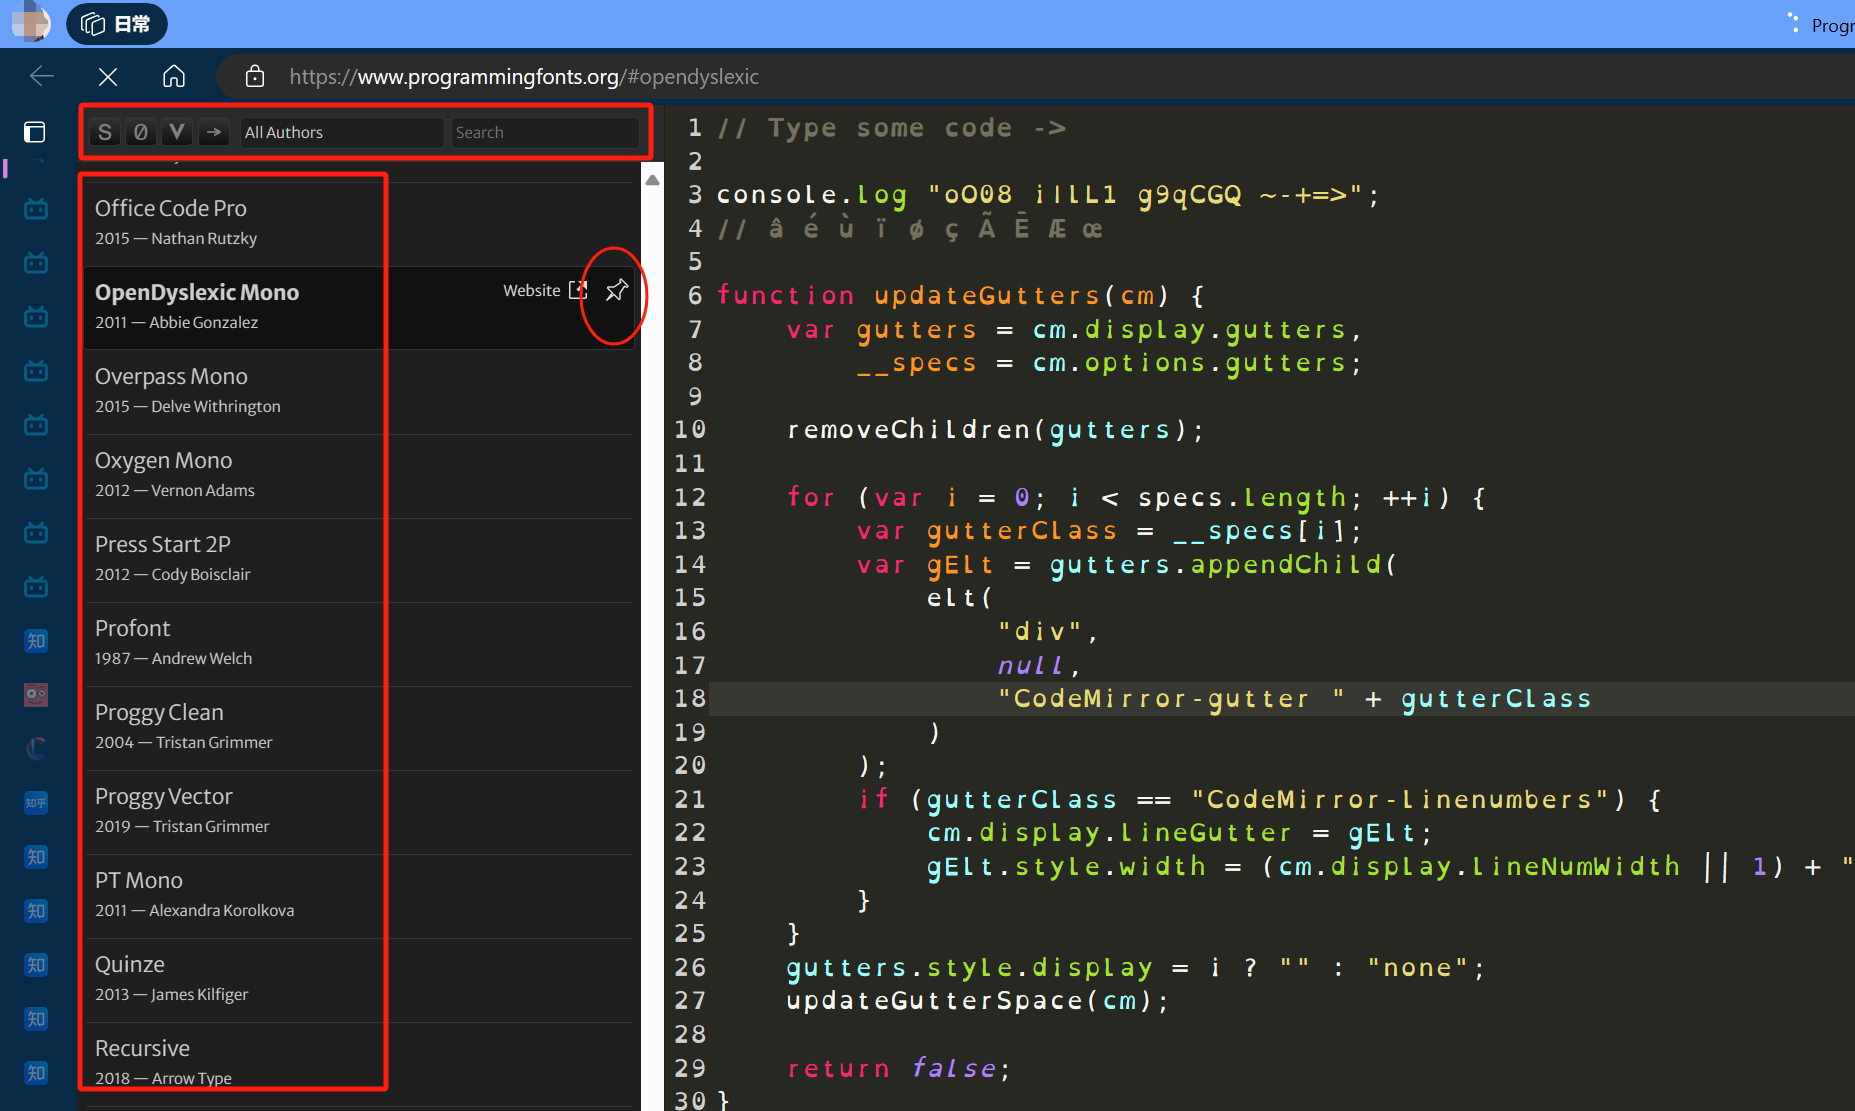 日常
Progr
https://www.programmingfonts.org/#opendyslexic
S 0 V → All Authors Search
Office Code Pro
2015 — Nathan Rutzky
OpenDyslexic Mono Website
2011 — Abbie Gonzalez
Overpass Mono
2015 — Delve Withrington
Oxygen Mono
2012 — Vernon Adams
Press Start 2P
2012 — Cody Boisclair
Profont
1987 — Andrew Welch
Proggy Clean
2004 — Tristan Grimmer
Proggy Vector
2019 — Tristan Grimmer
PT Mono
2011 — Alexandra Korolkova
Quinze
2013 — James Kilfiger
Recursive
2018 — Arrow Type
知
知乎
知
知
知
知
知
1 // Type some code ->
2
3 console.log "oO08 iIlL1 g9qCGQ ~-+=>";
4 // â é ù ï ø ç Ã Ē Æ œ
5
6 function updateGutters(cm) {
7 var gutters = cm.display.gutters,
8 __specs = cm.options.gutters;
9
10 removeChildren(gutters);
11
12 for (var i = 0; i < specs.length; ++i) {
13 var gutterClass = __specs[i];
14 var gElt = gutters.appendChild(
15 elt(
16 "div",
17 null,
18 "CodeMirror-gutter " + gutterClass
19 )
20 );
21 if (gutterClass == "CodeMirror-linenumbers") {
22 cm.display.lineGutter = gElt;
23 gElt.style.width = (cm.display.lineNumWidth || 1) + "
24 }
25 }
26 gutters.style.display = i ? "" : "none";
27 updateGutterSpace(cm);
28
29 return false;
30 }